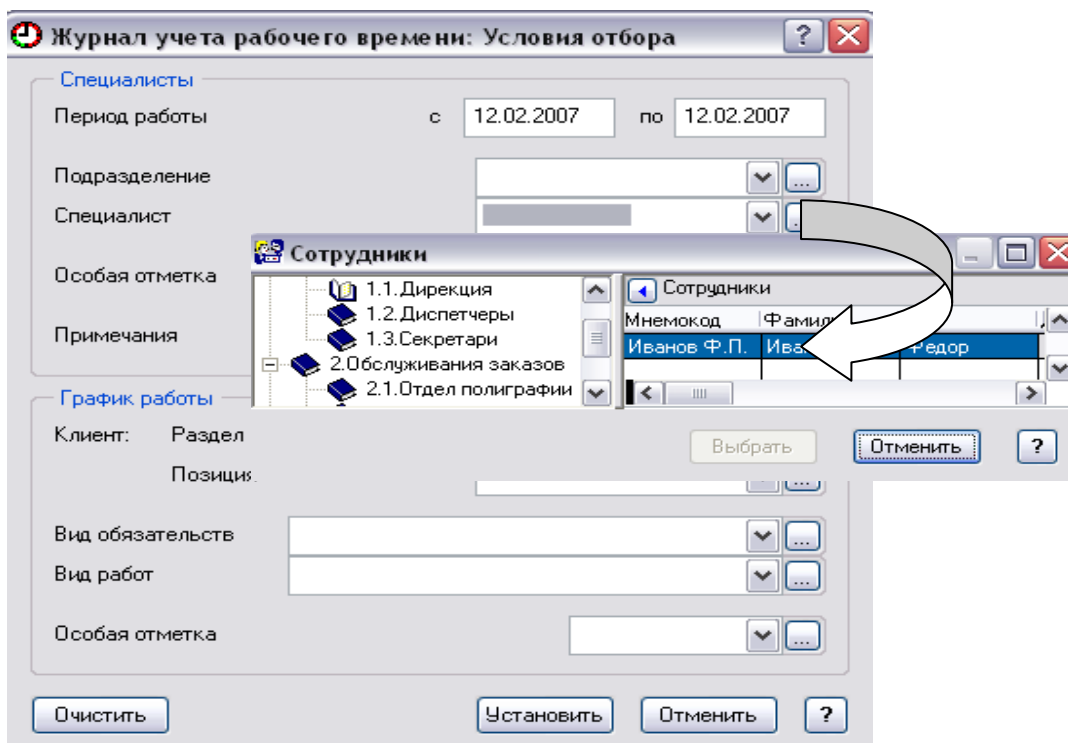 Журнал учета рабочего времени: Условия отбора
Специалисты
Период работы с 12.02.2007 по 12.02.2007
Подразделение
Специалист
Особая отметка
Примечания
Сотрудники
1.1.Дирекция
1.2.Диспетчеры
1.3.Секретари
2.Обслуживания заказов
2.1.Отдел полиграфии
Сотрудники
Мнемокод
Иванов Ф.П. Федор
Выбрать Отменить ?
График работы
Клиент: Раздел
Вид обязательств
Вид работ
Особая отметка
Очистить Установить Отменить ?